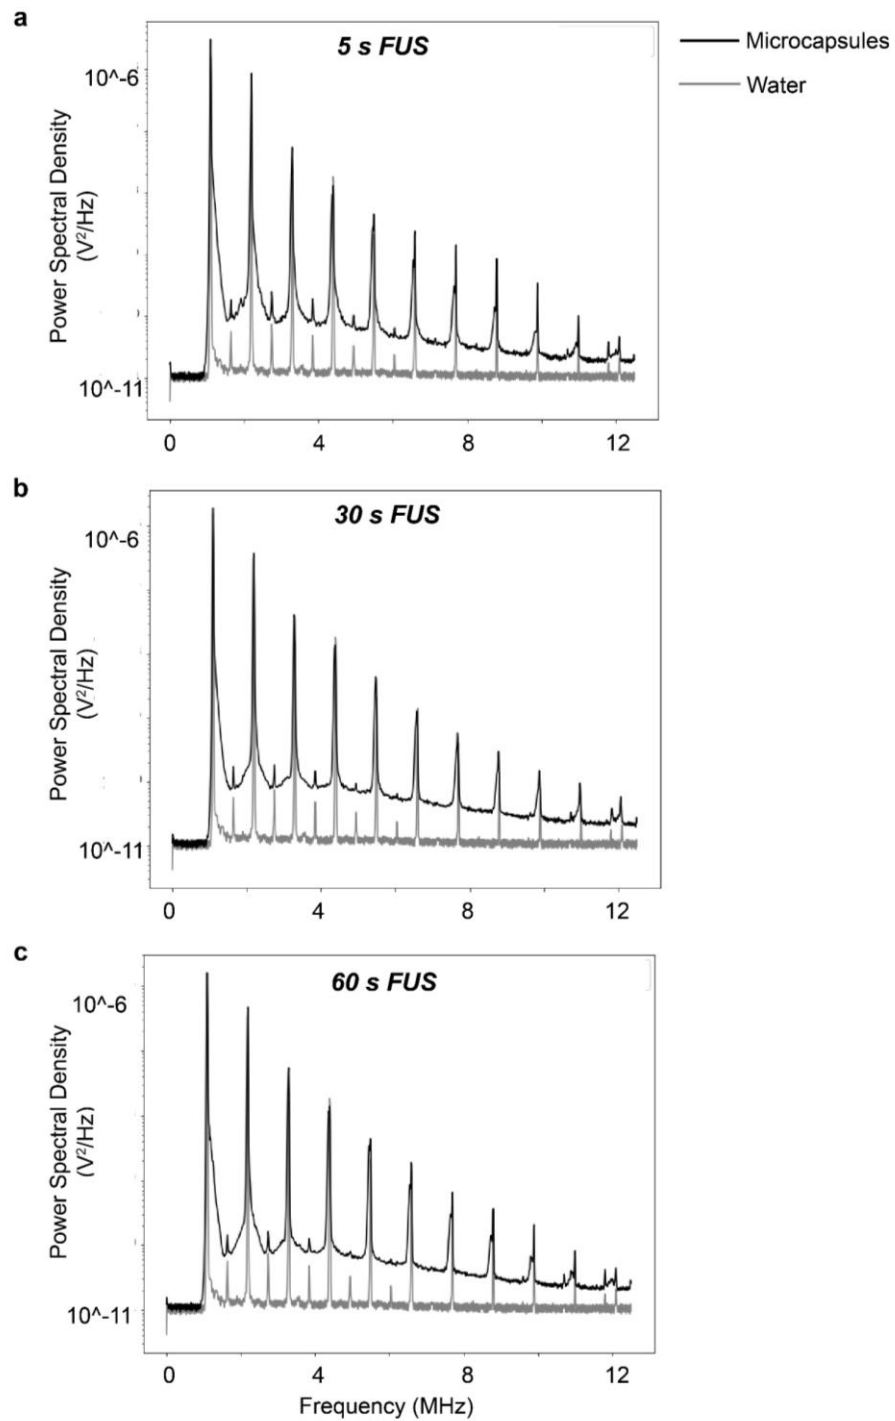 a
5 s FUS
Microcapsules
Water
10^-6
10^-11
Power Spectral Density
(V²/Hz)
0 4 8 12
b
30 s FUS
10^-6
10^-11
Power Spectral Density
(V²/Hz)
0 4 8 12
c
60 s FUS
10^-6
10^-11
Power Spectral Density
(V²/Hz)
0 4 8 12
Frequency (MHz)